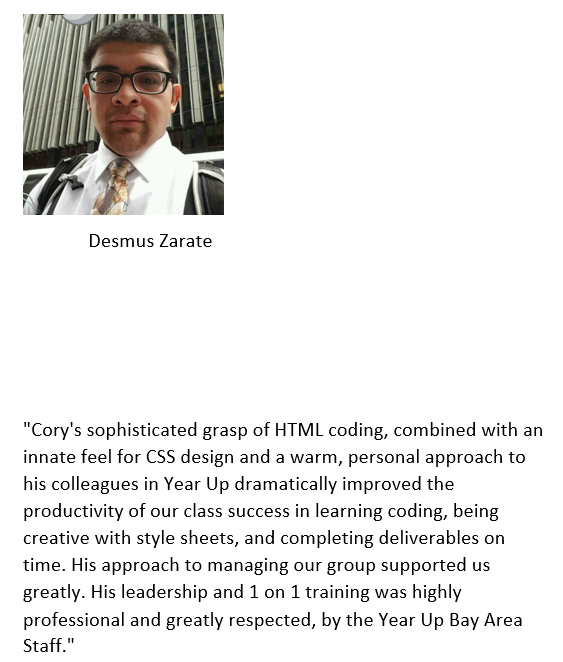 Desmus Zarate
"Cory's sophisticated grasp of HTML coding, combined with an
innate feel for CSS design and a warm, personal approach to
his colleagues in Year Up dramatically improved the
productivity of our class success in learning coding, being
creative with style sheets, and completing deliverables on
time. His approach to managing our group supported us
greatly. His leadership and 1 on 1 training was highly
professional and greatly respected, by the Year Up Bay Area
Staff."